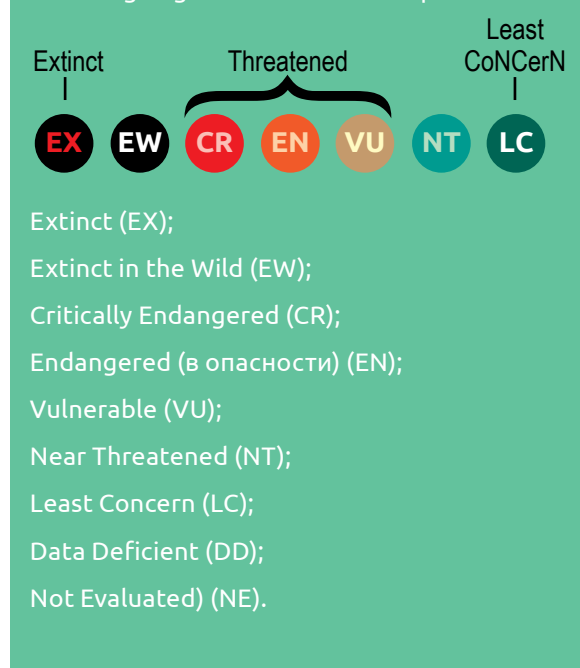 Least
Extinct Threatened CoNCerN
EX EW CR EN VU NT LC
Extinct (EX);
Extinct in the Wild (EW);
Critically Endangered (CR);
Endangered (в опасности) (EN);
Vulnerable (VU);
Near Threatened (NT);
Least Concern (LC);
Data Deficient (DD);
Not Evaluated) (NE).